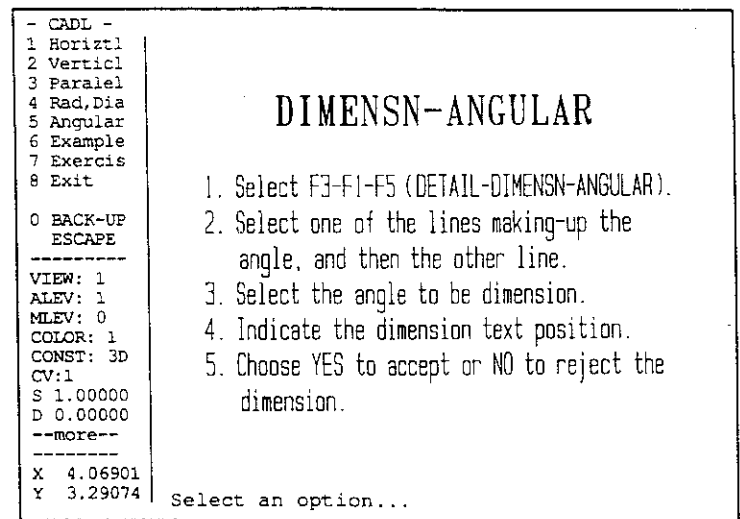 - CADL -
1 Horiztl
2 Verticl
3 Paralel
4 Rad,Dia
5 Angular
6 Example
7 Exercis
8 Exit
0 BACK-UP
ESCAPE
---------
VIEW: 1
ALEV: 1
MLEV: 0
COLOR: 1
CONST: 3D
CV:1
S 1.00000
D 0.00000
--more--
--------
X 4.06901
Y 3.29074
DIMENSN-ANGULAR
1. Select F3-F1-F5 (DETAIL-DIMENSN-ANGULAR).
2. Select one of the lines making-up the
angle, and then the other line.
3. Select the angle to be dimension.
4. Indicate the dimension text position.
5. Choose YES to accept or NO to reject the
dimension.
Select an option...